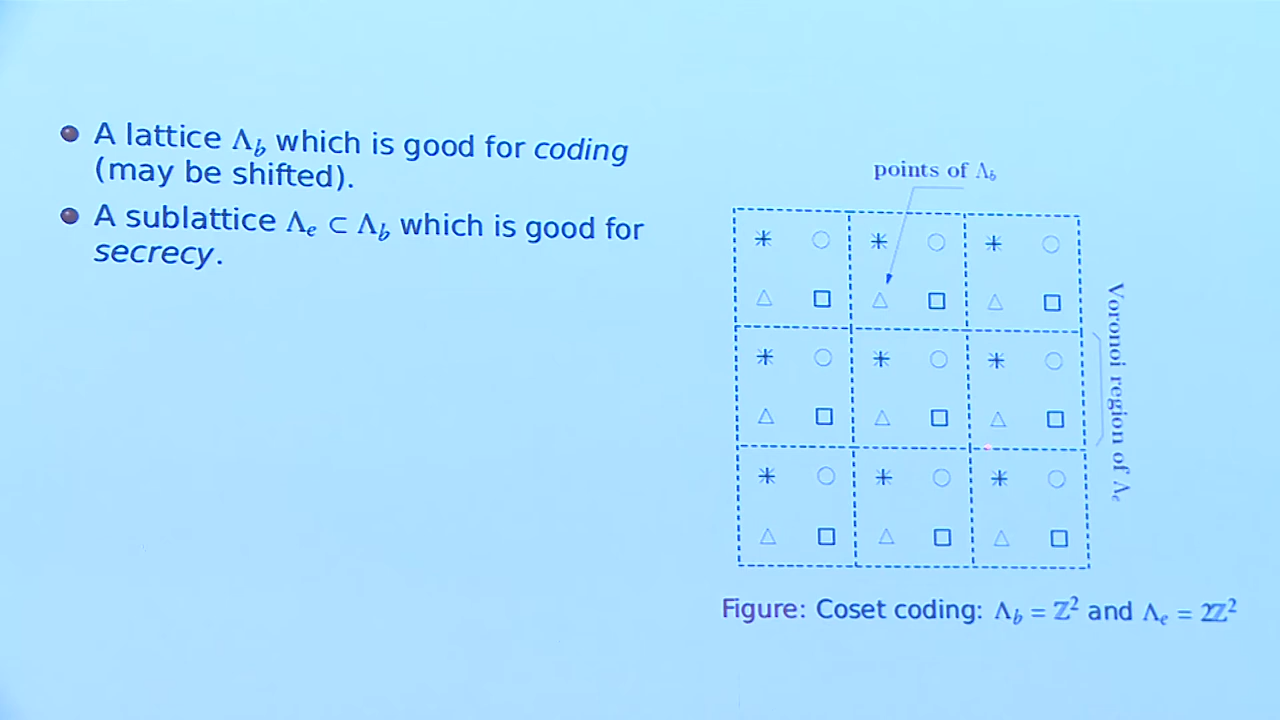 A lattice Λb which is good for coding
(may be shifted).
A sublattice Λe ⊂ Λb which is good for
secrecy.
points of Λb
Voronoi region of Λe
Figure: Coset coding: Λb = ℤ² and Λe = 2ℤ²